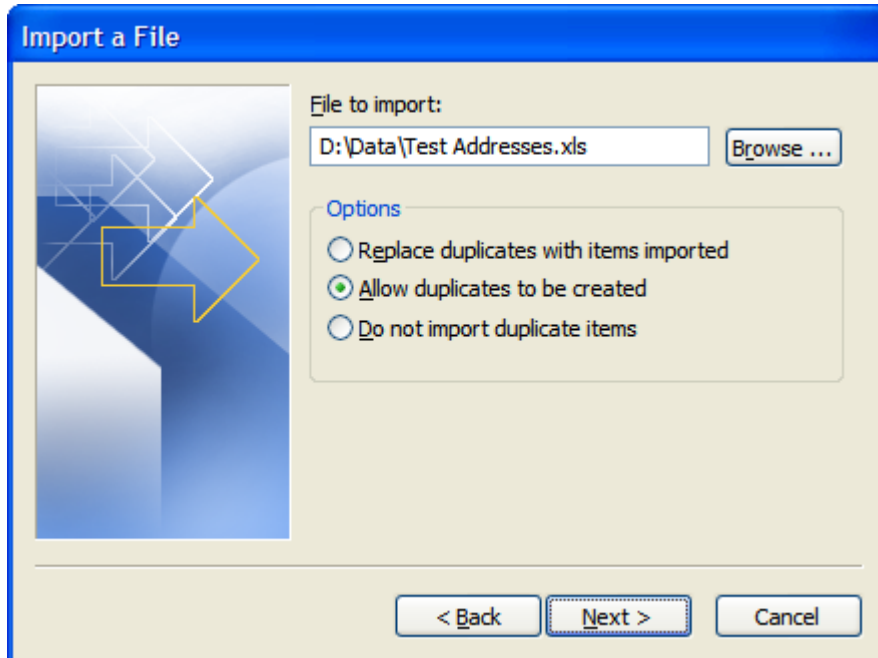 Import a File
File to import:
D:\Data\Test Addresses.xls
Browse ...
Options
Replace duplicates with items imported
Allow duplicates to be created
Do not import duplicate items
< Back
Next >
Cancel